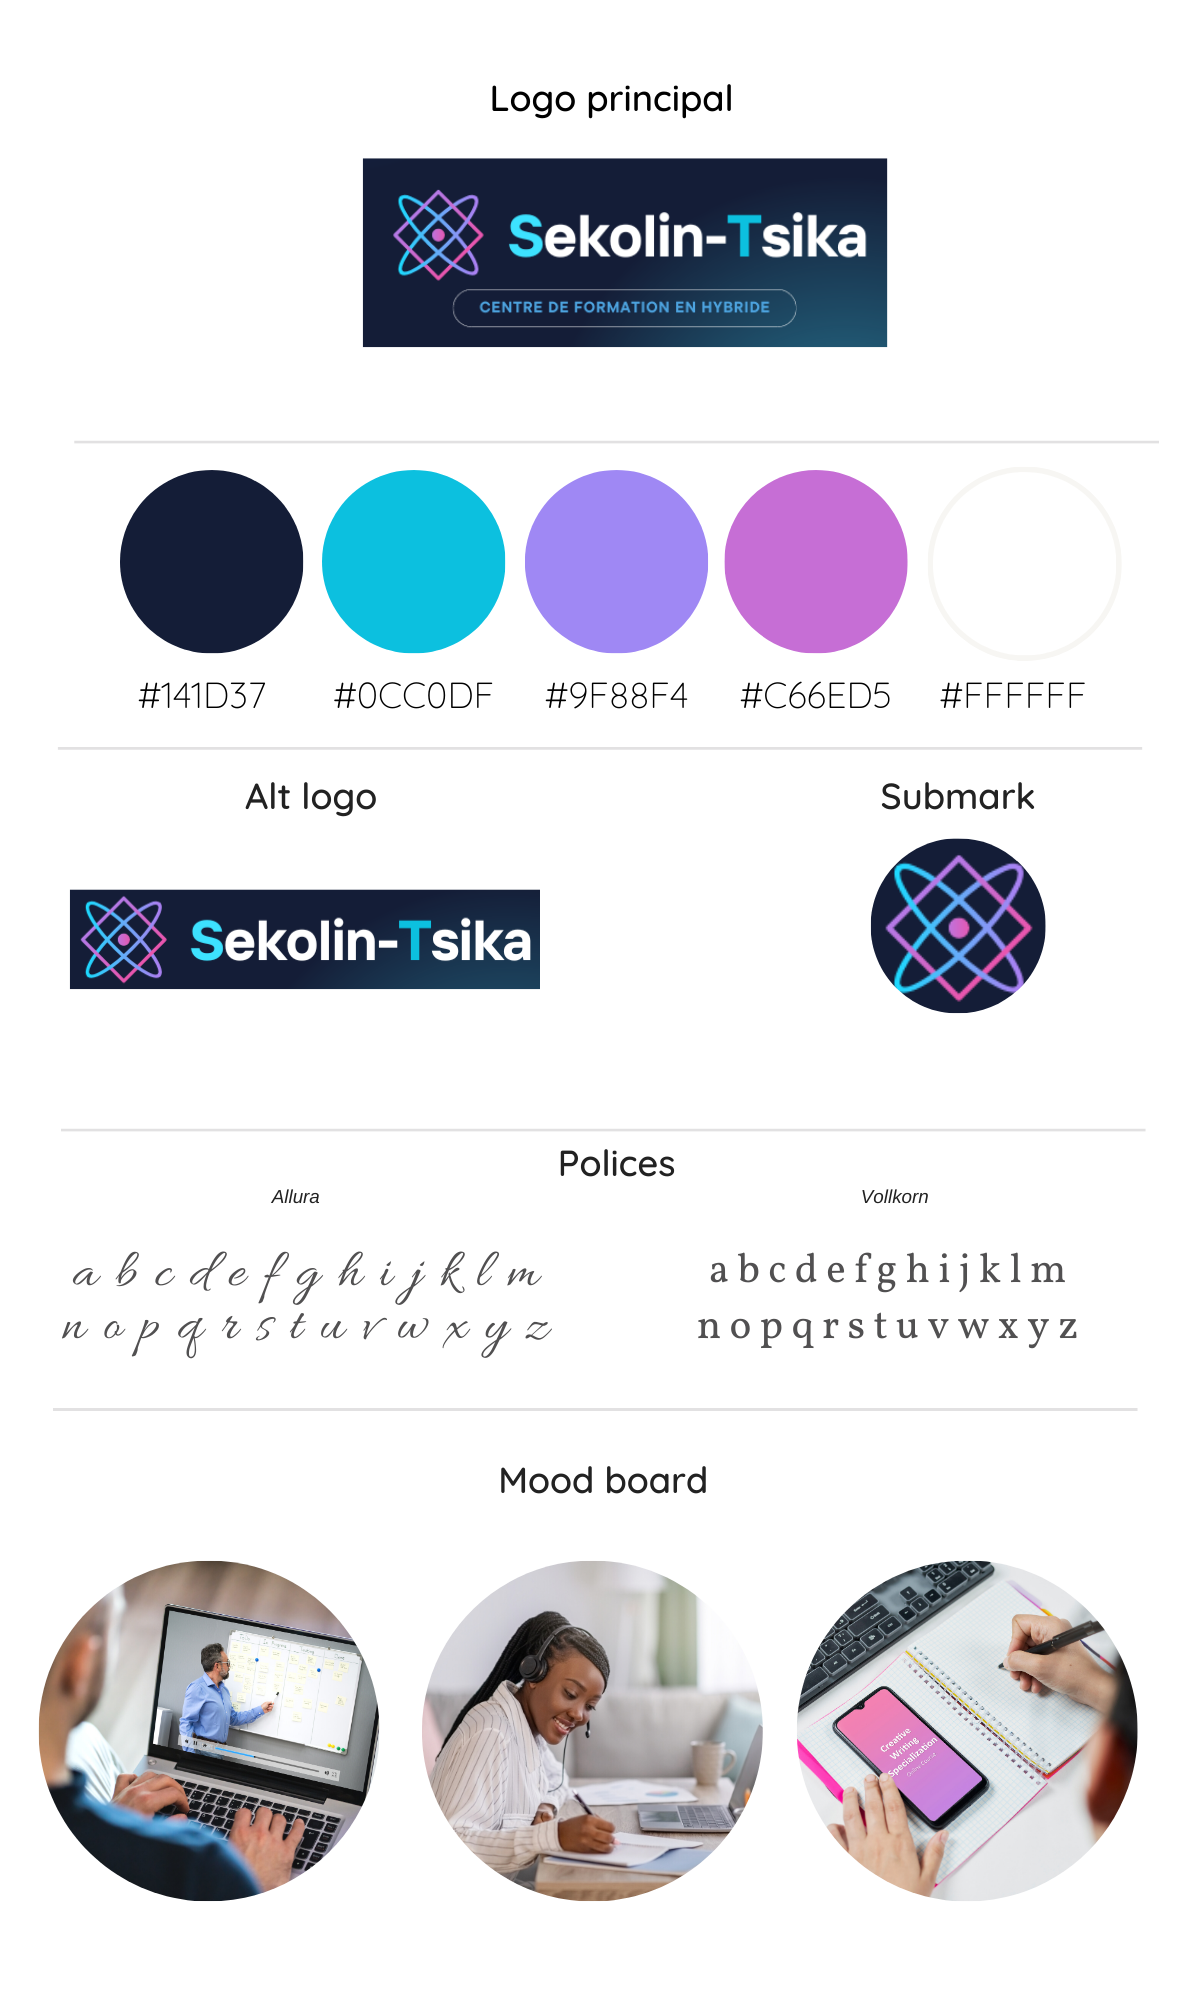 Logo principal
Sekolin-Tsika
CENTRE DE FORMATION EN HYBRIDE
#141D37 #0CC0DF #9F88F4 #C66ED5 #FFFFFF
Alt logo
Submark
Sekolin-Tsika
Polices
Allura
Vollkorn
a b c d e f g h i j k l m
n o p q r s t u v w x y z
a b c d e f g h i j k l m
n o p q r s t u v w x y z
Mood board
Creative
Writing
Specialization